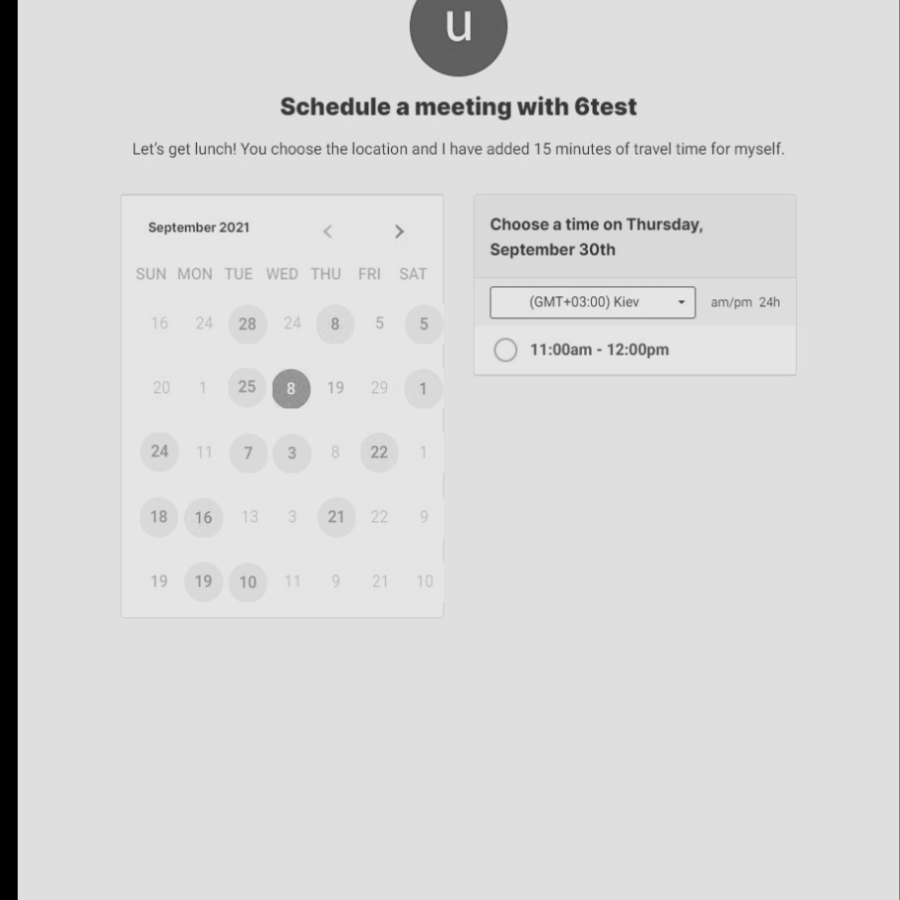 u
Schedule a meeting with 6test
Let's get lunch! You choose the location and I have added 15 minutes of travel time for myself.
September 2021
SUN MON TUE WED THU FRI SAT
16 24 28 24 8 5 5
20 1 25 8 19 29 1
24 11 7 3 8 22 1
18 16 13 3 21 22 9
19 19 10 11 9 21 10
Choose a time on Thursday,
September 30th
(GMT+03:00) Kiev am/pm 24h
11:00am - 12:00pm